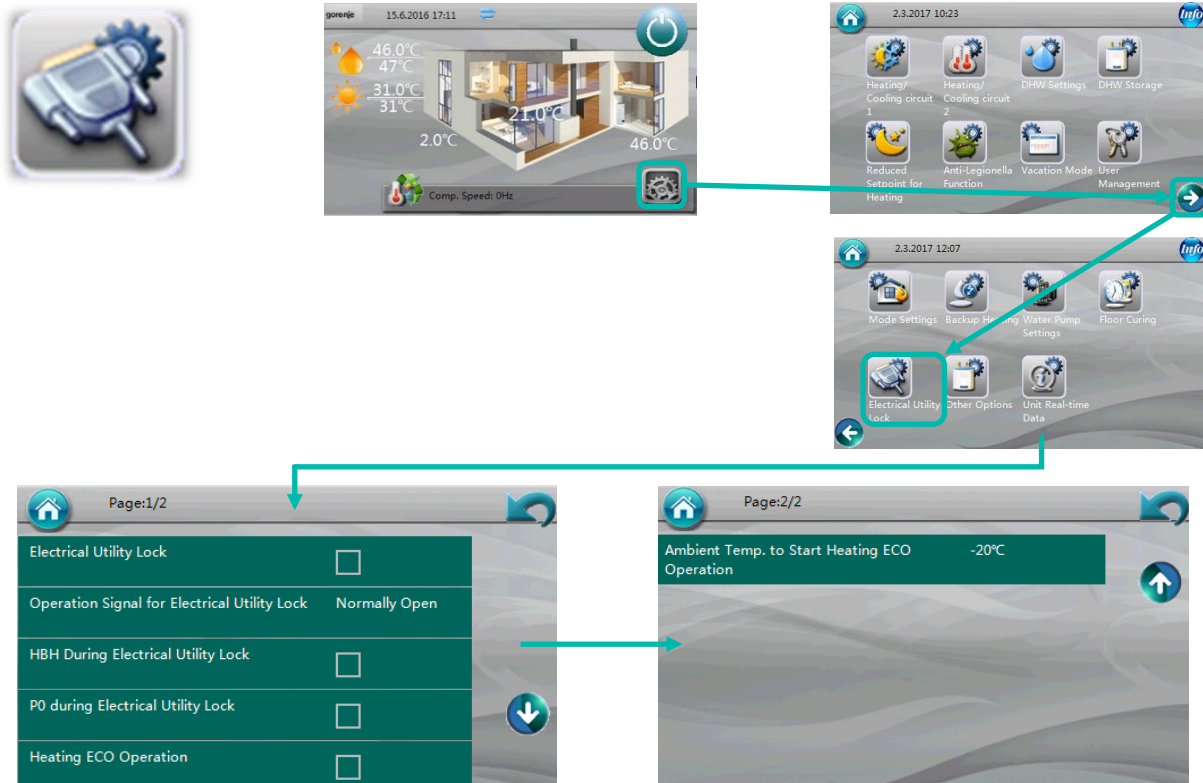 gorenje 15.6.2016 17:11
46.0℃
47℃
31.0℃
31℃
21.0℃
2.0℃
46.0℃
Comp. Speed: 0Hz
2.3.2017 10:23 Info
Heating/
Cooling circuit
1
Heating/
Cooling circuit
2
DHW Settings
DHW Storage
Reduced
Setpoint for
Heating
Anti-Legionella
Function
Vacation Mode
User
Management
2.3.2017 12:07 Info
Mode Settings
Backup Heating
Water Pump
Settings
Floor Curing
Electrical Utility
Lock
Other Options
Unit Real-time
Data
Page:1/2
Electrical Utility Lock
Operation Signal for Electrical Utility Lock Normally Open
HBH During Electrical Utility Lock
P0 during Electrical Utility Lock
Heating ECO Operation
Page:2/2
Ambient Temp. to Start Heating ECO -20℃
Operation